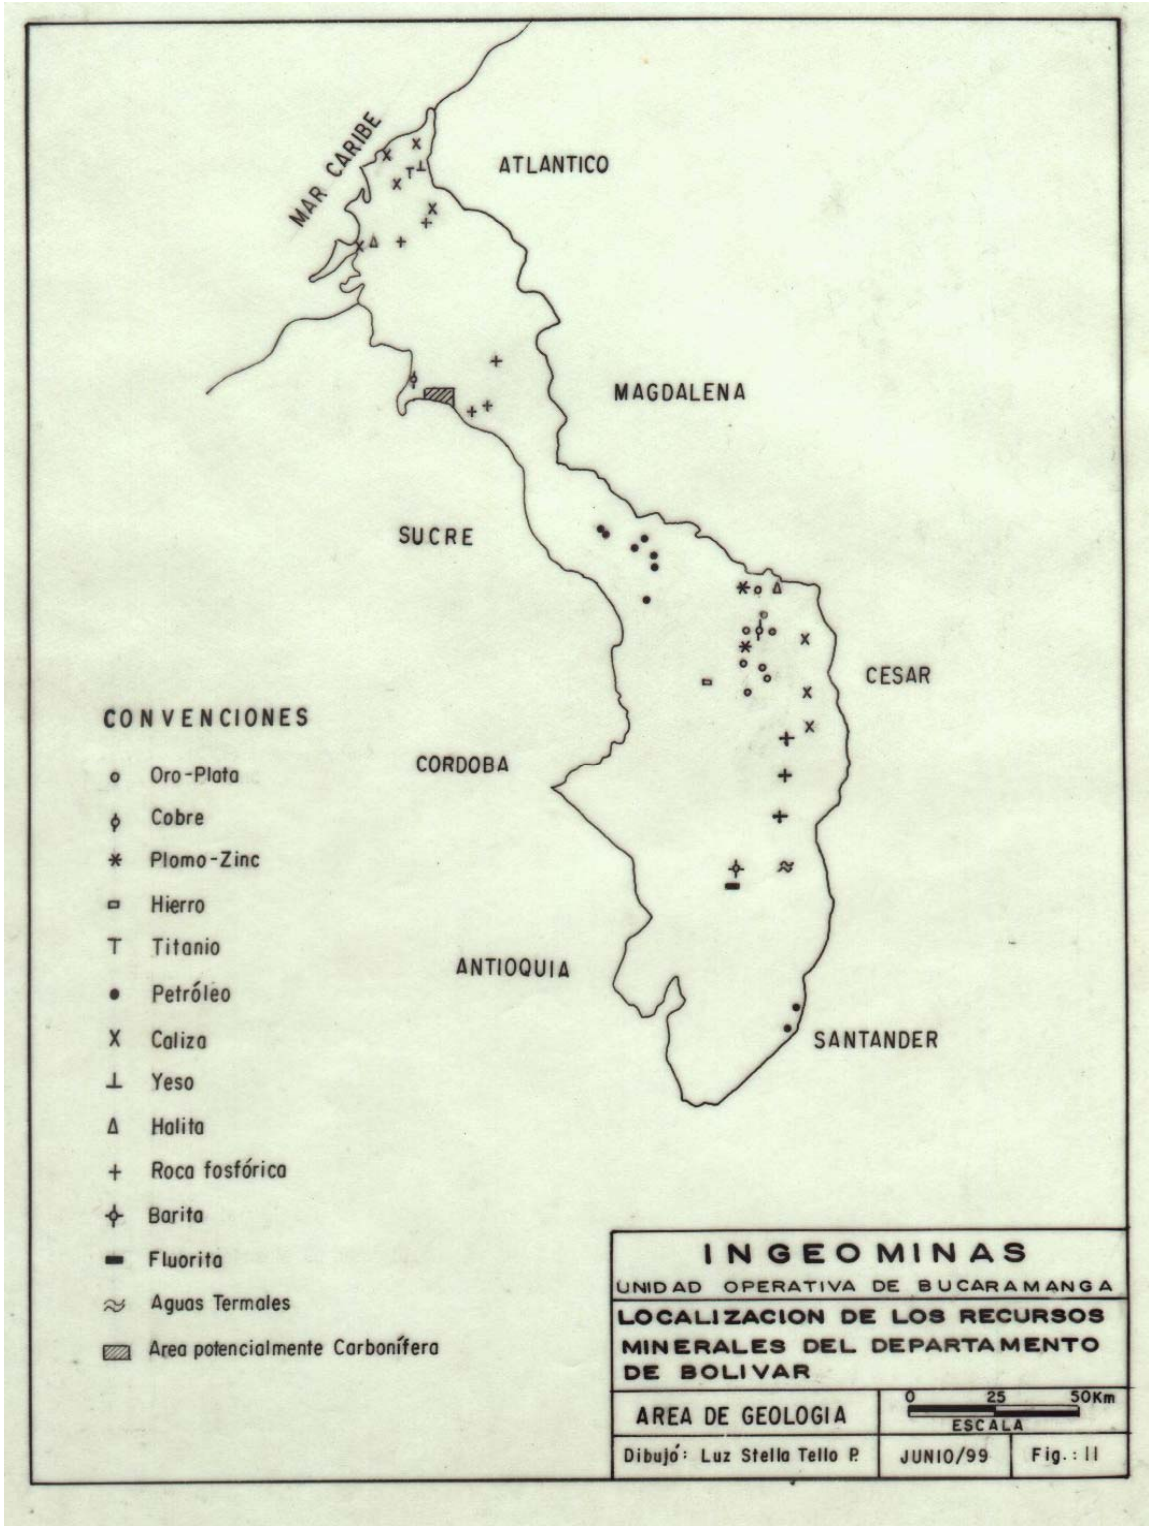 MAR CARIBE
ATLANTICO
MAGDALENA
SUCRE
CESAR
CORDOBA
ANTIOQUIA
SANTANDER
CONVENCIONES
Oro-Plata
Cobre
Plomo-Zinc
Hierro
Titanio
Petróleo
Caliza
Yeso
Halita
Roca fosfórica
Barita
Fluorita
Aguas Termales
Area potencialmente Carbonífera
INGEOMINAS
UNIDAD OPERATIVA DE BUCARAMANGA
LOCALIZACION DE LOS RECURSOS
MINERALES DEL DEPARTAMENTO
DE BOLIVAR
AREA DE GEOLOGIA
0 25 50Km
ESCALA
Dibujó: Luz Stella Tello P.
JUNIO/99
Fig.: 11